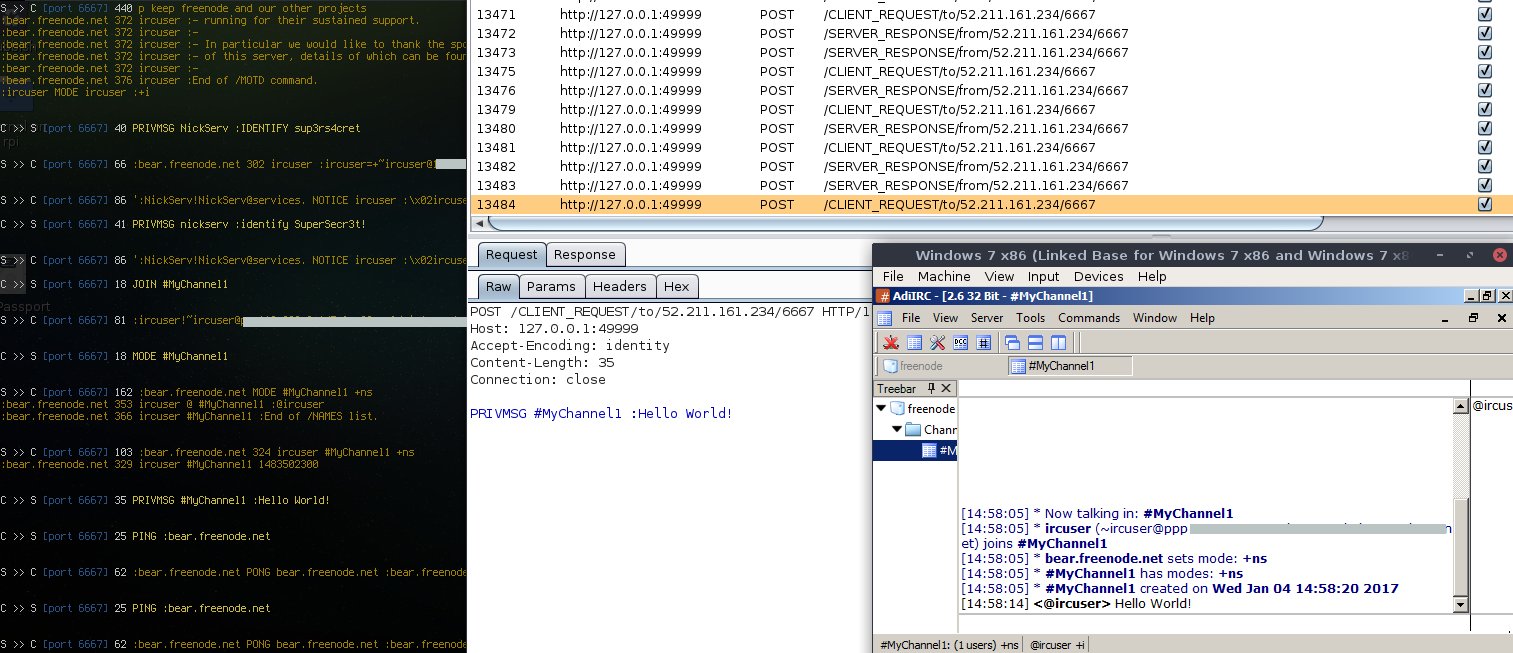 S >> C [port 6667] 440 p keep freenode and our other projects
:bear.freenode.net 372 ircuser :- running for their sustained support.
:bear.freenode.net 372 ircuser :-
:bear.freenode.net 372 ircuser :- In particular we would like to thank the spo
:bear.freenode.net 372 ircuser :- of this server, details of which can be foun
:bear.freenode.net 372 ircuser :-
:bear.freenode.net 376 ircuser :End of /MOTD command.
:ircuser MODE ircuser :+i
C >> S [port 6667] 40 PRIVMSG NickServ :IDENTIFY sup3rs4cret
rpi
S >> C [port 6667] 66 :bear.freenode.net 302 ircuser :ircuser=+~ircuser@
S >> C [port 6667] 86 ':NickServ!NickServ@services. NOTICE ircuser :\x02ircuse
C >> S [port 6667] 41 PRIVMSG nickserv :identify SuperSecr3t!
S >> C [port 6667] 86 ':NickServ!NickServ@services. NOTICE ircuser :\x02ircuse
C >> S [port 6667] 18 JOIN #MyChannel1
Passport
S >> C [port 6667] 81 :ircuser!~ircuser@
C >> S [port 6667] 18 MODE #MyChannel1
S >> C [port 6667] 162 :bear.freenode.net MODE #MyChannel1 +ns
:bear.freenode.net 353 ircuser @ #MyChannel1 :@ircuser
:bear.freenode.net 366 ircuser #MyChannel1 :End of /NAMES list.
S >> C [port 6667] 103 :bear.freenode.net 324 ircuser #MyChannel1 +ns
:bear.freenode.net 329 ircuser #MyChannel1 1483502300
C >> S [port 6667] 35 PRIVMSG #MyChannel1 :Hello World!
C >> S [port 6667] 25 PING :bear.freenode.net
S >> C [port 6667] 62 :bear.freenode.net PONG bear.freenode.net :bear.freenode
C >> S [port 6667] 25 PING :bear.freenode.net
S >> C [port 6667] 62 :bear.freenode.net PONG bear.freenode.net :bear.freenode
13471 http://127.0.0.1:49999 POST /CLIENT_REQUEST/to/52.211.161.234/6667
13472 http://127.0.0.1:49999 POST /SERVER_RESPONSE/from/52.211.161.234/6667
13473 http://127.0.0.1:49999 POST /SERVER_RESPONSE/from/52.211.161.234/6667
13475 http://127.0.0.1:49999 POST /CLIENT_REQUEST/to/52.211.161.234/6667
13476 http://127.0.0.1:49999 POST /SERVER_RESPONSE/from/52.211.161.234/6667
13479 http://127.0.0.1:49999 POST /CLIENT_REQUEST/to/52.211.161.234/6667
13480 http://127.0.0.1:49999 POST /SERVER_RESPONSE/from/52.211.161.234/6667
13481 http://127.0.0.1:49999 POST /CLIENT_REQUEST/to/52.211.161.234/6667
13482 http://127.0.0.1:49999 POST /SERVER_RESPONSE/from/52.211.161.234/6667
13483 http://127.0.0.1:49999 POST /SERVER_RESPONSE/from/52.211.161.234/6667
13484 http://127.0.0.1:49999 POST /CLIENT_REQUEST/to/52.211.161.234/6667
Request Response
Raw Params Headers Hex
POST /CLIENT_REQUEST/to/52.211.161.234/6667 HTTP/1
Host: 127.0.0.1:49999
Accept-Encoding: identity
Content-Length: 35
Connection: close
PRIVMSG #MyChannel1 :Hello World!
Windows 7 x86 (Linked Base for Windows 7 x86 and Windows 7 x8
File Machine View Input Devices Help
AdiIRC - [2.6 32 Bit - #MyChannel1]
File View Server Tools Commands Window Help
freenode #MyChannel1
Treebar
freenode
Chann
#M
@ircus
[14:58:05] * Now talking in: #MyChannel1
[14:58:05] * ircuser (~ircuser@ppp n
et) joins #MyChannel1
[14:58:05] * bear.freenode.net sets mode: +ns
[14:58:05] * #MyChannel1 has modes: +ns
[14:58:05] * #MyChannel1 created on Wed Jan 04 14:58:20 2017
[14:58:14] <@ircuser> Hello World!
#MyChannel1: (1 users) +ns @ircuser +i